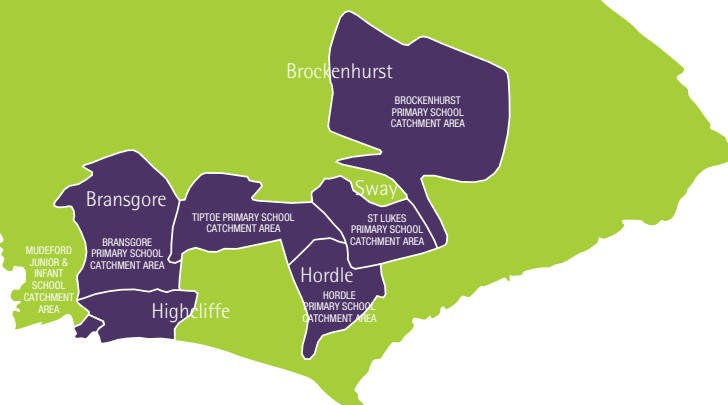 Brockenhurst
BROCKENHURST
PRIMARY SCHOOL
CATCHMENT AREA
Sway
Bransgore
TIPTOE PRIMARY SCHOOL
CATCHMENT AREA
ST LUKES
PRIMARY SCHOOL
CATCHMENT AREA
BRANSGORE
PRIMARY SCHOOL
CATCHMENT AREA
MUDEFORD
JUNIOR &
INFANT
SCHOOL
CATCHMENT
AREA
Hordle
HORDLE
PRIMARY SCHOOL
CATCHMENT AREA
Highcliffe